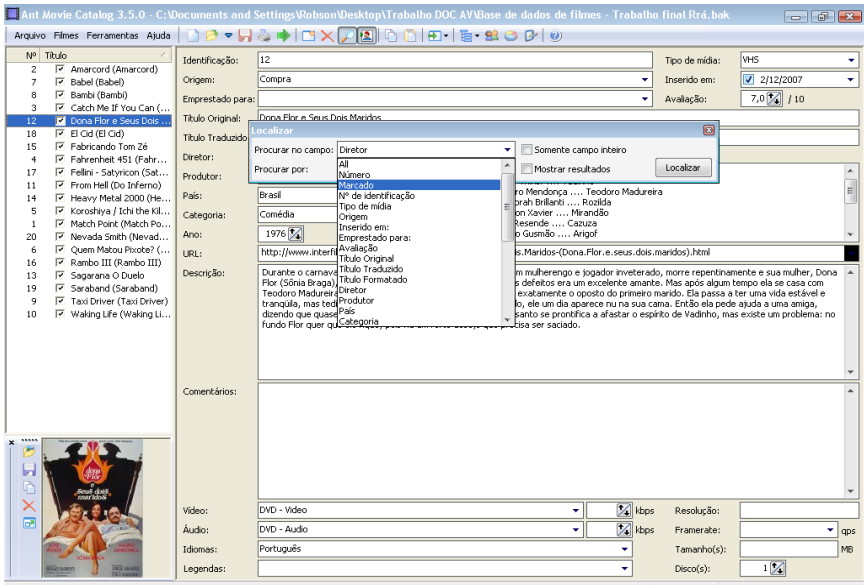 Ant Movie Catalog 3.5.0 - C:\Documents and Settings\Robson\Desktop\Trabalho DOC AV\Base de dados de filmes - Trabalho final Rrá.bak
Arquivo Filmes Ferramentas Ajuda
Nº Título
2 Amarcord (Amarcord)
7 Babel (Babel)
8 Bambi (Bambi)
3 Catch Me If You Can (...
12 Dona Flor e Seus Dois ...
18 El Cid (El Cid)
15 Fabricando Tom Zé
4 Fahrenheit 451 (Fahr...
17 Fellini - Satyricon (Sat...
11 From Hell (Do Inferno)
14 Heavy Metal 2000 (He...
5 Koroshiya / Ichi the Kil...
1 Match Point (Match Po...
20 Nevada Smith (Nevad...
6 Quem Matou Pixote? (...
16 Rambo III (Rambo III)
13 Sagarana O Duelo
19 Saraband (Saraband)
9 Taxi Driver (Taxi Driver)
10 Waking Life (Waking Li...
Identificação: 12 Tipo de mídia: VHS
Origem: Compra Inserido em: 2/12/2007
Emprestado para: Avaliação: 7,0 / 10
Título Original: Dona Flor e Seus Dois Maridos
Título Traduzido
Diretor:
Produtor:
País: Brasil
Categoria: Comédia
Ano: 1976
URL: http://www.interfil
.Maridos-(Dona.Flor.e.seus.dois.maridos).html
Localizar
Procurar no campo: Diretor Somente campo inteiro
Procurar por: Mostrar resultados Localizar
All
Número
Marcado
Nº de identificação
Tipo de mídia
Origem
Inserido em:
Emprestado para:
Avaliação
Título Original
Título Traduzido
Título Formatado
Diretor
Produtor
País
Categoria
ro Mendonça .... Teodoro Madureira
orah Brillanti .... Rozilda
on Xavier .... Mirandão
Resende .... Cazuza
o Gusmão .... Arigof
Descrição: Durante o carnava m mulherengo e jogador inveterado, morre repentinamente e sua mulher, Dona
Flor (Sônia Braga), s defeitos era um excelente amante. Mas após algum tempo ela se casa com
Teodoro Madureira exatamente o oposto do primeiro marido. Ela passa a ter uma vida estável e
tranqüila, mas ted o, ele um dia aparece nu na sua cama. Então ela pede ajuda a uma amiga,
dizendo que quase santo se prontifica a afastar o espírito de Vadinho, mas existe um problema: no
fundo Flor quer qu precisa ser saciado.
Comentários:
dona
Flor
e
seus dois
maridos
SONIA BRAGA
Vídeo: DVD - Video kbps Resolução:
Áudio: DVD - Audio kbps Framerate: qps
Idiomas: Português Tamanho(s): MB
Legendas: Disco(s): 1